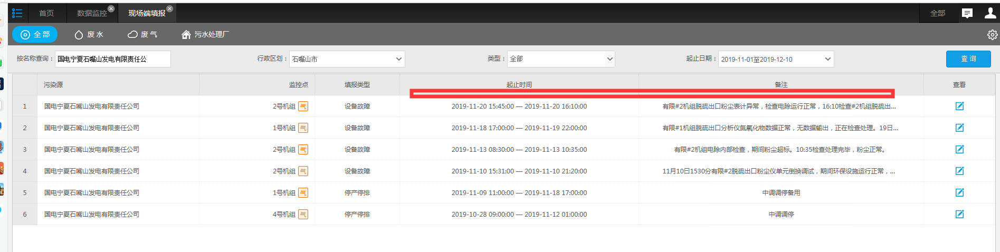 首页
数据监控
现场端填报
全部
全部
废水
废气
污水处理厂
按名称查询：
国电宁夏石嘴山发电有限责任公
行政区划：
石嘴山市
类型：
全部
起止日期：
2019-11-01至2019-12-10
查询
污染源 监控点 填报类型 起止时间 备注 查看
1 国电宁夏石嘴山发电有限责任公司 2号机组 气 设备故障 2019-11-20 15:45:00 — 2019-11-20 16:10:00 有限#2机组脱硫出口粉尘表计异常，检查电除运行正常，16:10检查#2机组脱硫出...
2 国电宁夏石嘴山发电有限责任公司 1号机组 气 设备故障 2019-11-18 17:00:00 — 2019-11-19 22:00:00 有限#1机组脱硫出口分析仪氮氧化物数据正常，无数据输出，正在检查处理。19日...
3 国电宁夏石嘴山发电有限责任公司 2号机组 气 设备故障 2019-11-13 08:30:00 — 2019-11-13 10:35:00 有限#2机组电除内部检查，期间粉尘超标。10:35检查处理完毕，粉尘正常。
4 国电宁夏石嘴山发电有限责任公司 2号机组 气 设备故障 2019-11-10 15:31:00 — 2019-11-10 21:20:00 11月10日1530分有限#2脱硫出口粉尘仪单元倒换调试，期间环保设施运行正常，...
5 国电宁夏石嘴山发电有限责任公司 1号机组 气 停产停排 2019-11-09 11:00:00 — 2019-11-18 17:00:00 中调调停备用
6 国电宁夏石嘴山发电有限责任公司 4号机组 气 停产停排 2019-10-28 09:00:00 — 2019-11-12 01:00:00 中调调停